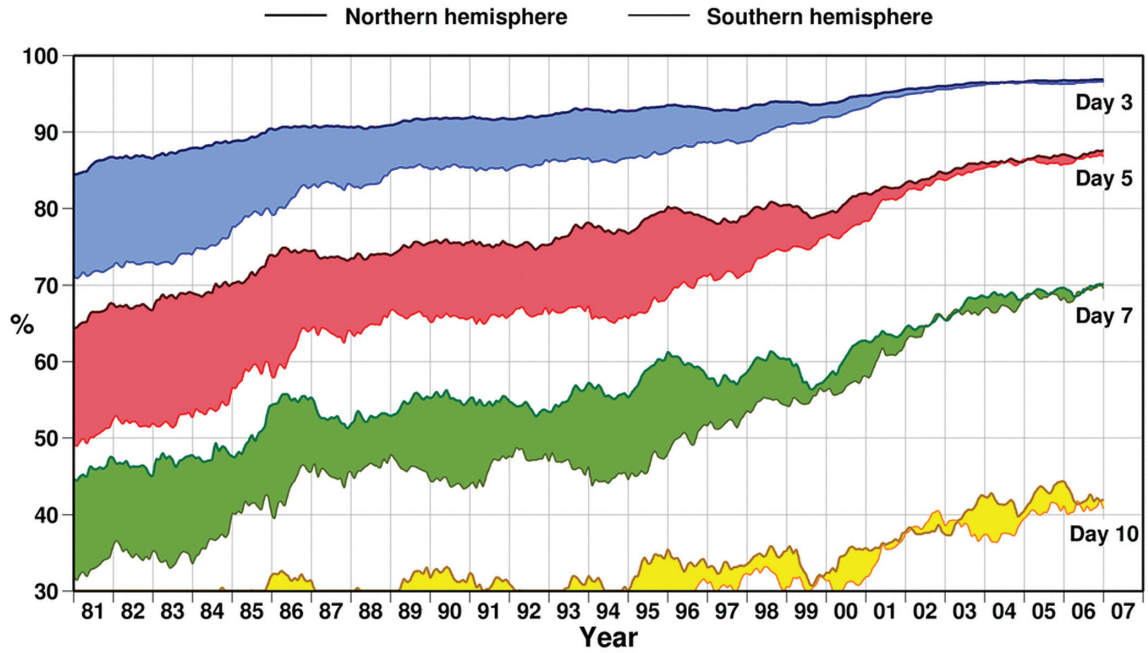 Northern hemisphere Southern hemisphere
100
90
80
70
60
50
40
30
%
Day 3
Day 5
Day 7
Day 10
81 82 83 84 85 86 87 88 89 90 91 92 93 94 95 96 97 98 99 00 01 02 03 04 05 06 07
Year